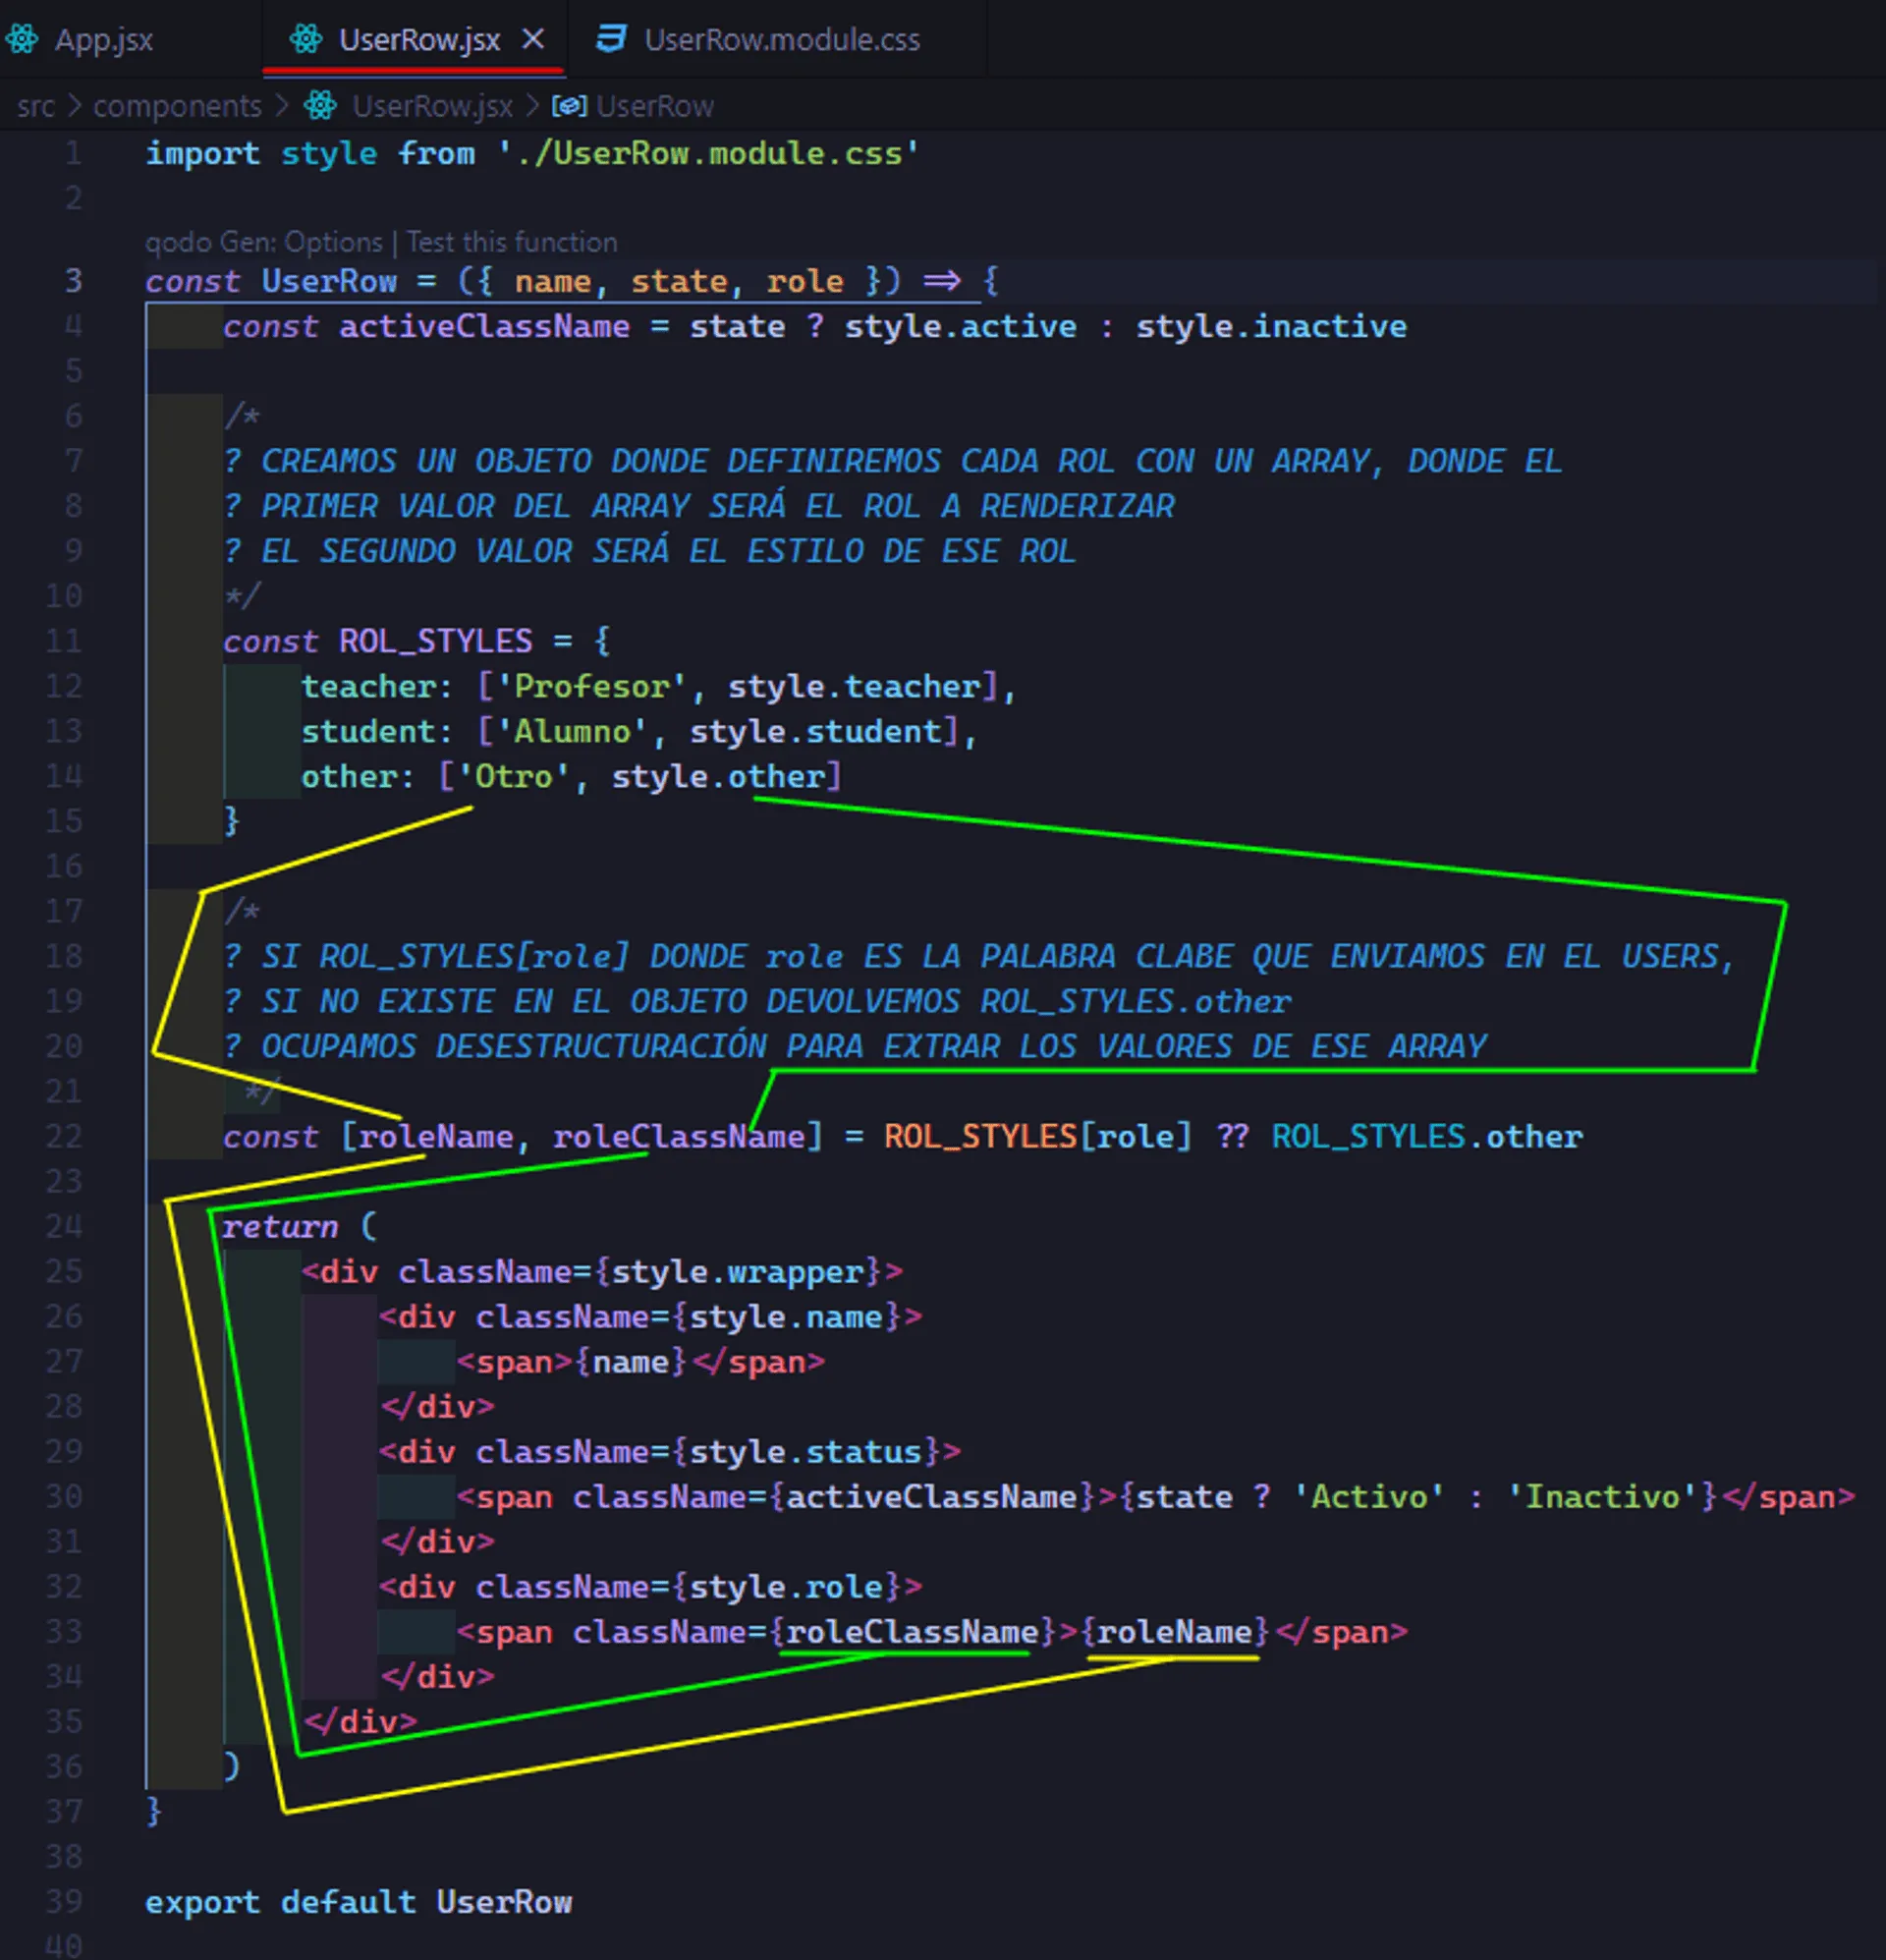 App.jsx
UserRow.jsx
UserRow.module.css
src > components > UserRow.jsx > UserRow
1 import style from './UserRow.module.css'
2
qodo Gen: Options | Test this function
3 const UserRow = ({ name, state, role }) => {
4 const activeClassName = state ? style.active : style.inactive
5
6 /*
7 ? CREAMOS UN OBJETO DONDE DEFINIREMOS CADA ROL CON UN ARRAY, DONDE EL
8 ? PRIMER VALOR DEL ARRAY SERÁ EL ROL A RENDERIZAR
9 ? EL SEGUNDO VALOR SERÁ EL ESTILO DE ESE ROL
10 */
11 const ROL_STYLES = {
12 teacher: ['Profesor', style.teacher],
13 student: ['Alumno', style.student],
14 other: ['Otro', style.other]
15 }
16
17 /*
18 ? SI ROL_STYLES[role] DONDE role ES LA PALABRA CLABE QUE ENVIAMOS EN EL USERS,
19 ? SI NO EXISTE EN EL OBJETO DEVOLVEMOS ROL_STYLES.other
20 ? OCUPAMOS DESESTRUCTURACIÓN PARA EXTRAR LOS VALORES DE ESE ARRAY
21 */
22 const [roleName, roleClassName] = ROL_STYLES[role] ?? ROL_STYLES.other
23
24 return (
25 <div className={style.wrapper}>
26 <div className={style.name}>
27 <span>{name}</span>
28 </div>
29 <div className={style.status}>
30 <span className={activeClassName}>{state ? 'Activo' : 'Inactivo'}</span>
31 </div>
32 <div className={style.role}>
33 <span className={roleClassName}>{roleName}</span>
34 </div>
35 </div>
36 )
37 }
38
39 export default UserRow
40